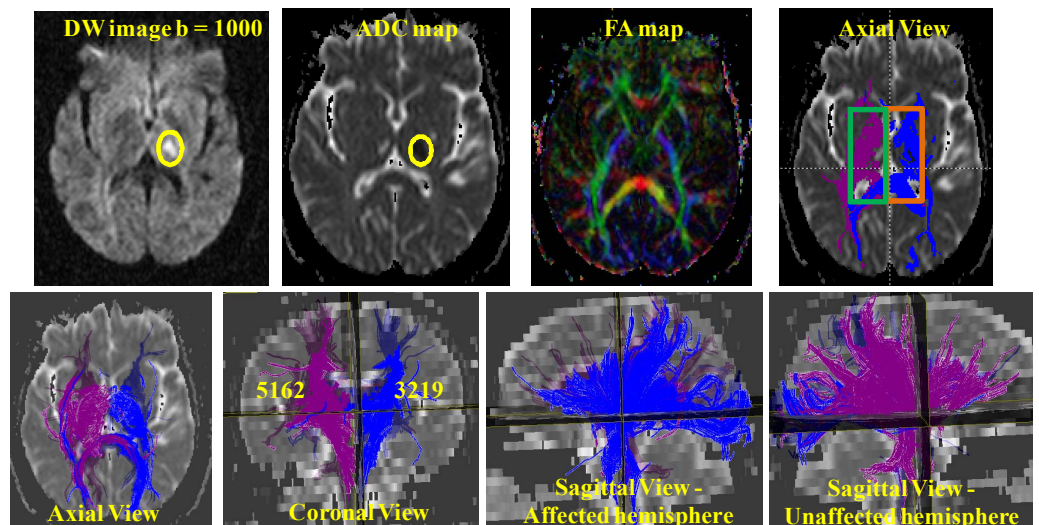 DW image b = 1000
ADC map
FA map
Axial View
5162
3219
Axial View
Coronal View
Sagittal View -
Affected hemisphere
Sagittal View -
Unaffected hemisphere